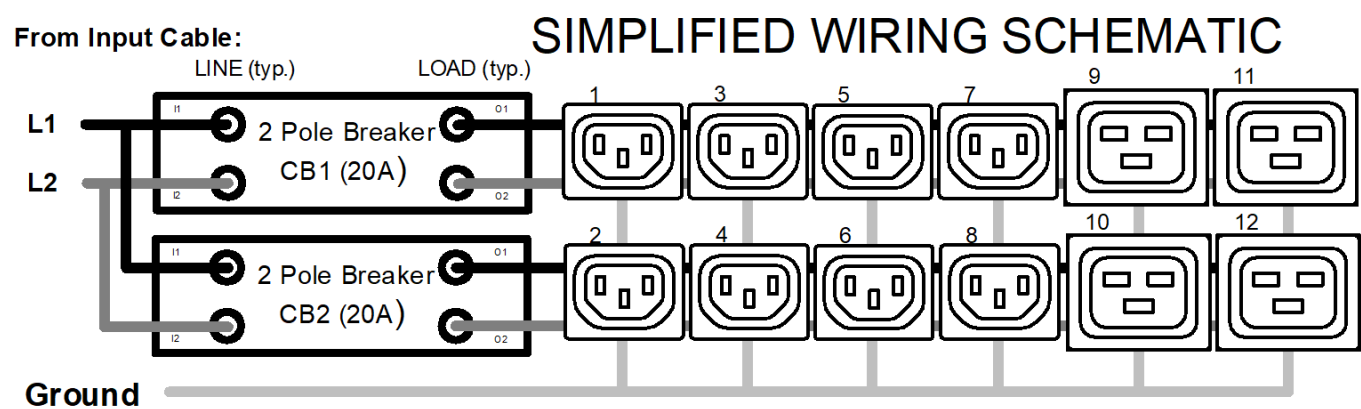 SIMPLIFIED WIRING SCHEMATIC
From Input Cable:
LINE (typ.) LOAD (typ.)
9 11
1 3 5 7
I1 O1
L1
2 Pole Breaker
CB1 (20A)
L2
I2 O2
10 12
2 4 6 8
I1 O1
2 Pole Breaker
CB2 (20A)
I2 O2
Ground